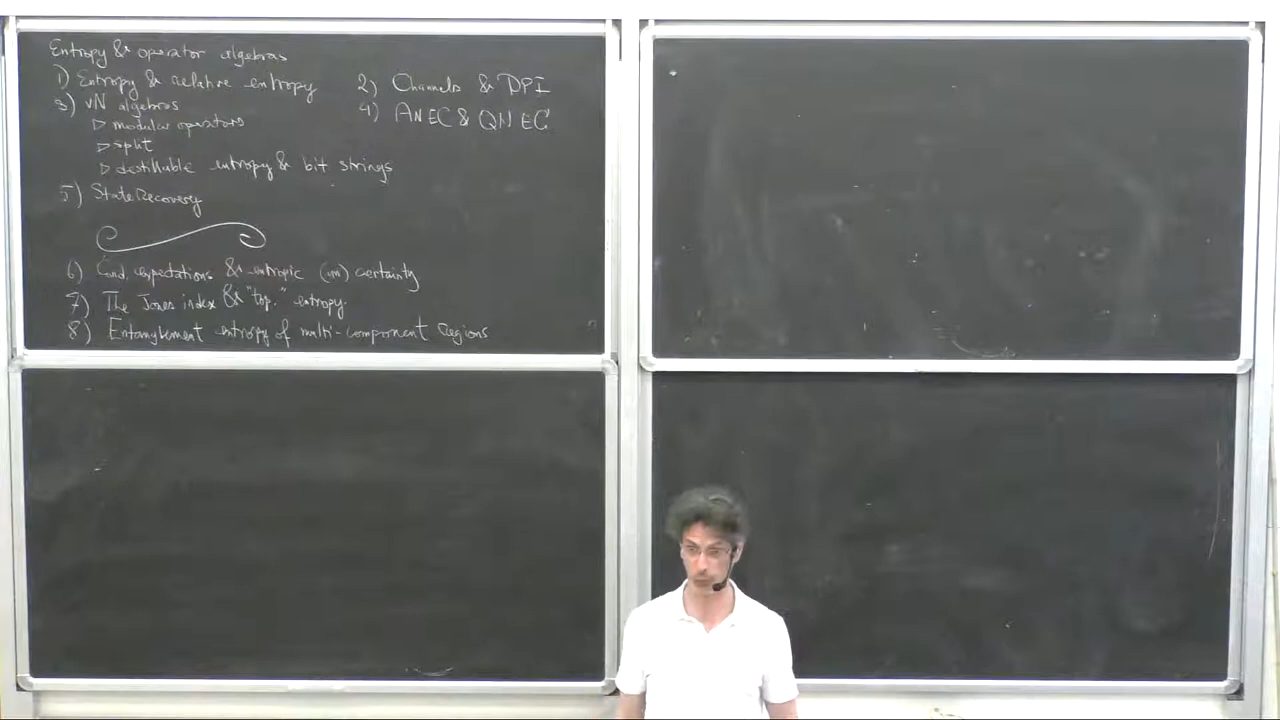 Entropy & operator algebras
1) Entropy & relative entropy 2) Channels & DPI
3) vN algebras 4) ANEC & QNEC
▷ modular operators
▷ split
▷ destillable entropy & bit strings
5) State Recovery
6) Cond. expectations & entropic (un) certainty
7) The Jones index & "top." entropy
8) Entanglement entropy of multi-component Regions